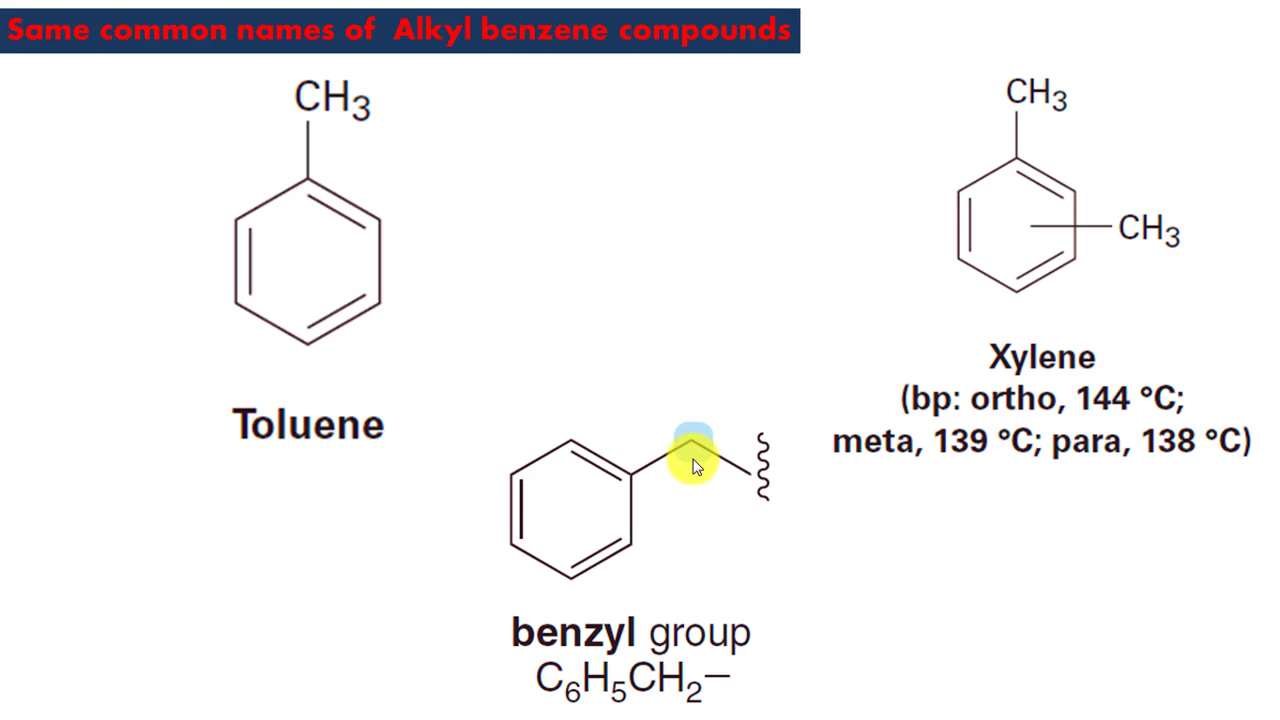 Same common names of Alkyl benzene compounds
CH₃
Toluene
CH₃
CH₃
Xylene
(bp: ortho, 144 °C;
meta, 139 °C; para, 138 °C)
benzyl group
C₆H₅CH₂—